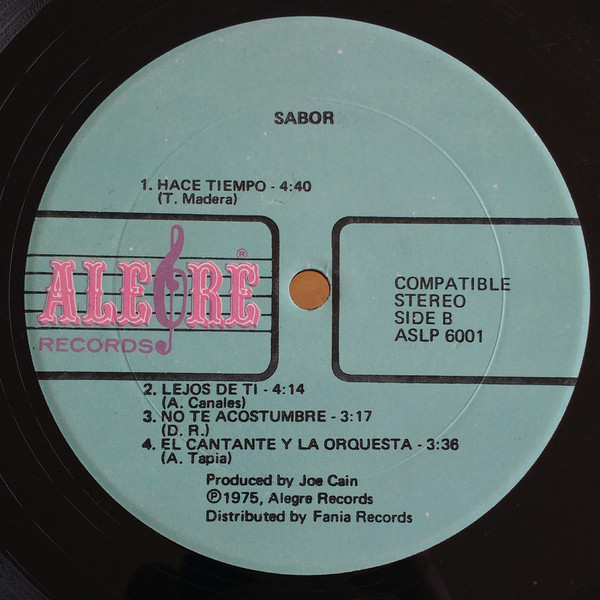 SABOR
1. HACE TIEMPO - 4:40
(T. Madera)
ALEGRE ®
RECORDS
COMPATIBLE
STEREO
SIDE B
ASLP 6001
2. LEJOS DE TI - 4:14
(A. Canales)
3. NO TE ACOSTUMBRE - 3:17
(D. R.)
4. EL CANTANTE Y LA ORQUESTA - 3:36
(A. Tapia)
Produced by Joe Cain
℗1975, Alegre Records
Distributed by Fania Records